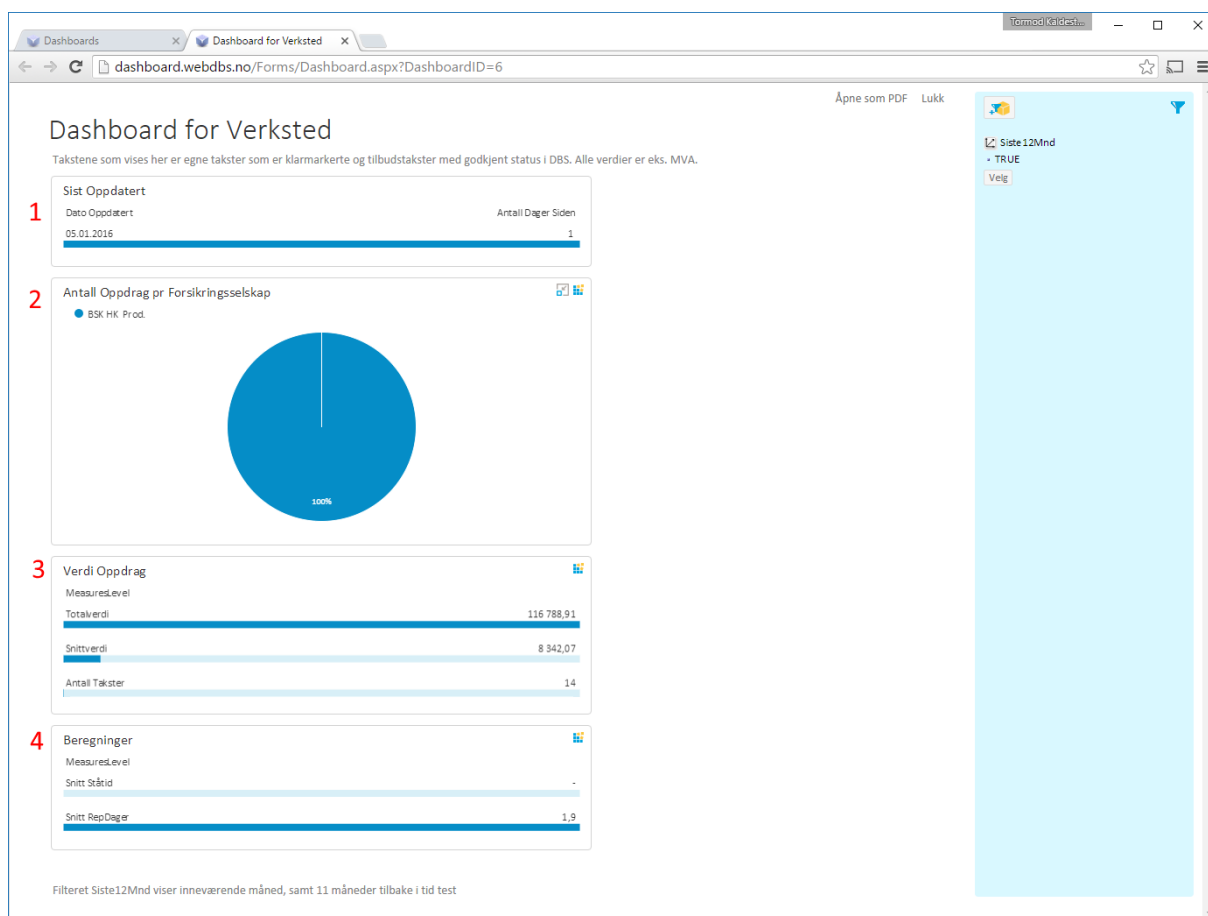 Tormod Kaldest...
Dashboards
Dashboard for Verksted
dashboard.webdbs.no/Forms/Dashboard.aspx?DashboardID=6
Åpne som PDF Lukk
Dashboard for Verksted
Takstene som vises her er egne takster som er klarmarkerte og tilbudstakster med godkjent status i DBS. Alle verdier er eks. MVA.
Siste12Mnd
- TRUE
Velg
1
Sist Oppdatert
Dato Oppdatert Antall Dager Siden
05.01.2016 1
2
Antall Oppdrag pr Forsikringsselskap
BSK HK Prod.
100%
3
Verdi Oppdrag
MeasuresLevel
Totalverdi 116 788,91
Snittverdi 8 342,07
Antall Takster 14
4
Beregninger
MeasuresLevel
Snitt Ståtid -
Snitt RepDager 1,9
Filteret Siste12Mnd viser inneværende måned, samt 11 måneder tilbake i tid test